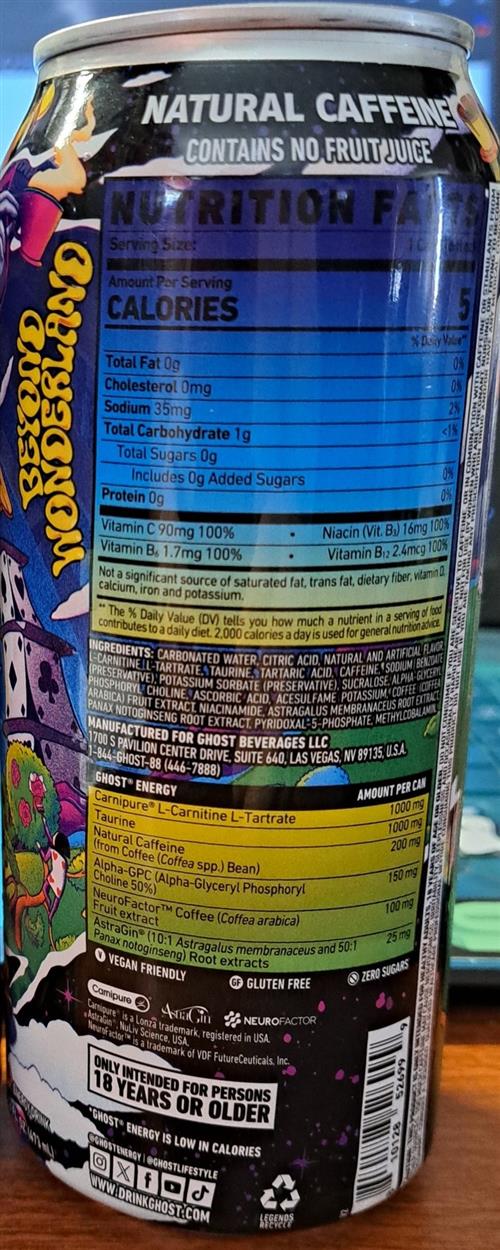 NATURAL CAFFEINE
CONTAINS NO FRUIT JUICE
BEYOND
WONDERLAND
NUTRITION FACTS
Serving Size:
Amount Per Serving
CALORIES 5
% Daily Value**
Total Fat 0g 0%
Cholesterol 0mg 0%
Sodium 35mg 2%
Total Carbohydrate 1g <1%
Total Sugars 0g
Includes 0g Added Sugars 0%
Protein 0g 0%
Vitamin C 90mg 100% • Niacin (Vit. B3) 16mg 100%
Vitamin B6 1.7mg 100% • Vitamin B12 2.4mcg 100%
Not a significant source of saturated fat, trans fat, dietary fiber, vitamin D,
calcium, iron and potassium.
** The % Daily Value (DV) tells you how much a nutrient in a serving of food
contributes to a daily diet. 2,000 calories a day is used for general nutrition advice.
INGREDIENTS: CARBONATED WATER, CITRIC ACID, NATURAL AND ARTIFICIAL FLAVOR,
L-CARNITINE L-TARTRATE, TAURINE, TARTARIC ACID, CAFFEINE, SODIUM BENZOATE
(PRESERVATIVE), POTASSIUM SORBATE (PRESERVATIVE), SUCRALOSE, ALPHA-GLYCERYL
PHOSPHORYL CHOLINE, ASCORBIC ACID, ACESULFAME POTASSIUM, COFFEE (COFFEA
ARABICA) FRUIT EXTRACT, NIACINAMIDE, ASTRAGALUS MEMBRANACEUS ROOT EXTRACT,
PANAX NOTOGINSENG ROOT EXTRACT, PYRIDOXAL-5-PHOSPHATE, METHYLCOBALAMIN.
MANUFACTURED FOR GHOST BEVERAGES LLC
1700 S PAVILION CENTER DRIVE, SUITE 640, LAS VEGAS, NV 89135, U.S.A.
1-844-GHOST-88 (446-7888)
GHOST® ENERGY AMOUNT PER CAN
Carnipure® L-Carnitine L-Tartrate 1000 mg
Taurine 1000 mg
Natural Caffeine 200 mg
(from Coffee (Coffea spp.) Bean)
Alpha-GPC (Alpha-Glyceryl Phosphoryl 150 mg
Choline 50%)
NeuroFactor™ Coffee (Coffea arabica) 100 mg
Fruit extract
AstraGin® (10:1 Astragalus membranaceus and 50:1 25 mg
Panax notoginseng) Root extracts
V VEGAN FRIENDLY GF GLUTEN FREE ZERO SUGARS
Carnipure AstraGin NEUROFACTOR
Carnipure® is a Lonza trademark, registered in USA.
AstraGin®, NuLiv Science, USA.
NeuroFactor™ is a trademark of VDF FutureCeuticals, Inc.
ONLY INTENDED FOR PERSONS
18 YEARS OR OLDER
*GHOST® ENERGY IS LOW IN CALORIES
@GHOSTENERGY | @GHOSTLIFESTYLE
WWW.DRINKGHOST.COM
LEGENDS
RECYCLE